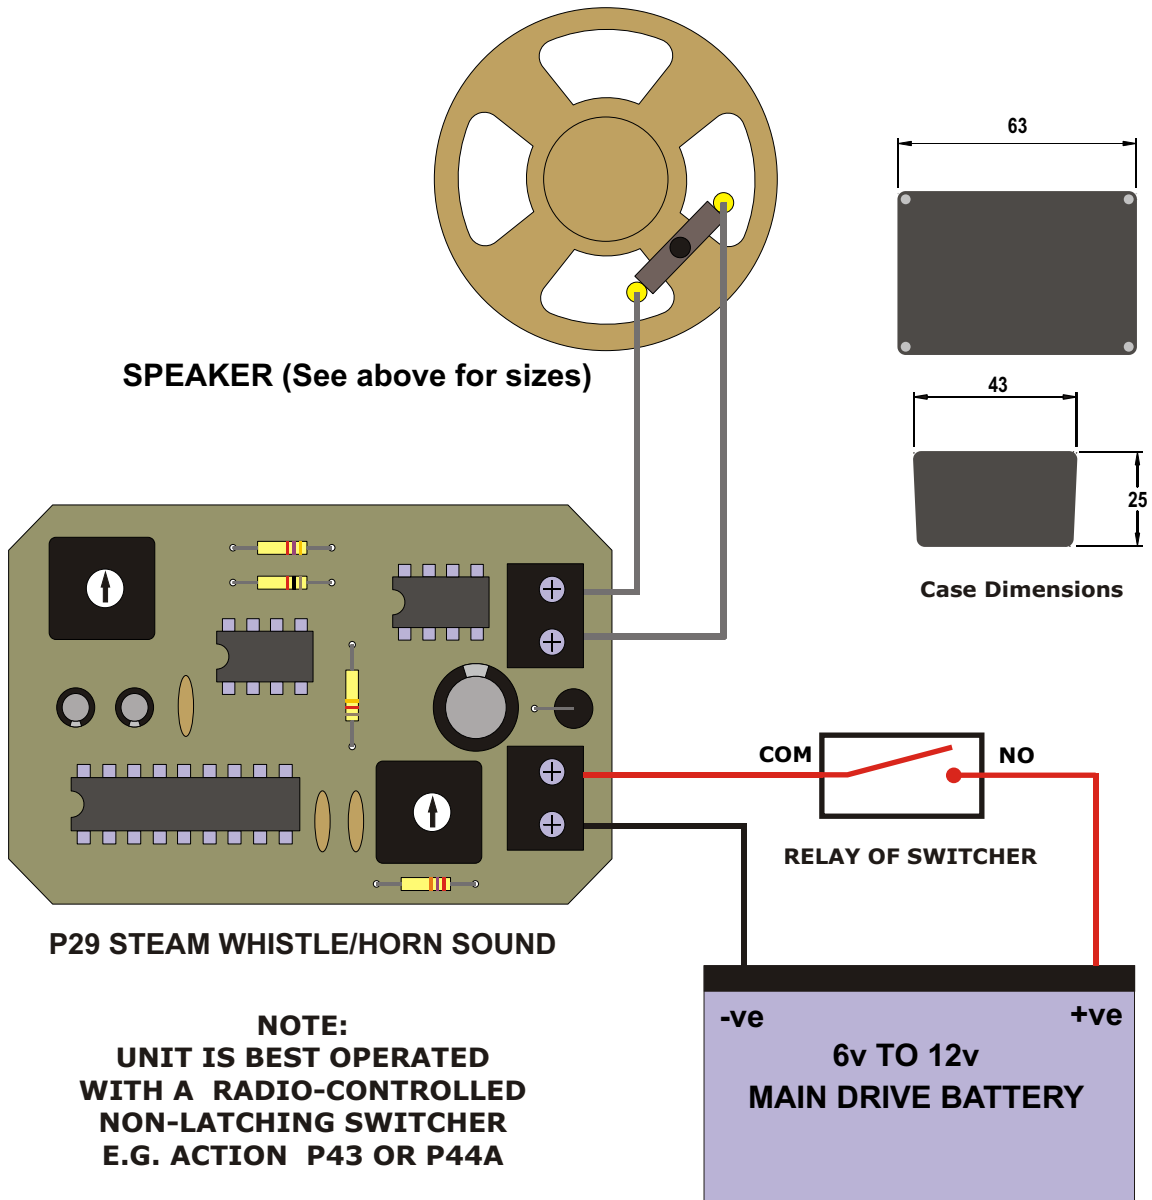 63
SPEAKER (See above for sizes)
43
25
Case Dimensions
COM
NO
RELAY OF SWITCHER
P29 STEAM WHISTLE/HORN SOUND
NOTE:
UNIT IS BEST OPERATED
WITH A RADIO-CONTROLLED
NON-LATCHING SWITCHER
E.G. ACTION P43 OR P44A
-ve
+ve
6v TO 12v
MAIN DRIVE BATTERY